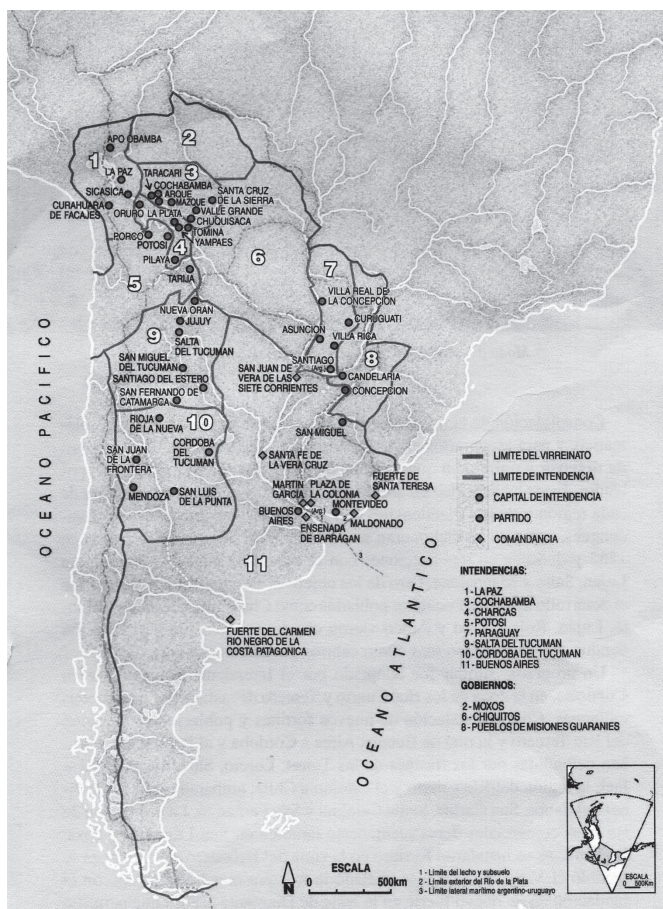 APO OBAMBA
2
1
LA PAZ
TARACARI
3
COCHABAMBA
ARQUE
SICASICA
MAZQUE
SANTA CRUZ
DE LA SIERRA
CURAHUARA
DE FACAJES
ORURO
LA PLATA
VALLE GRANDE
CHUQUISACA
TOMINA
YAMPAES
PORCO
POTOSI
4
PILAYA
6
7
5
TARIJA
VILLA REAL DE
LA CONCEPCION
NUEVA ORAN
CURUGUATI
9
JUJUY
SALTA
DEL TUCUMAN
ASUNCION
VILLA RICA
8
SAN MIGUEL
DEL TUCUMAN
SANTIAGO DEL ESTERO
SAN JUAN DE
VERA DE LAS
SIETE CORRIENTES
SANTIAGO
(Arg.)
CANDELARIA
CONCEPCION
SAN FERNANDO DE
CATAMARCA
RIOJA
DE LA NUEVA
10
SAN MIGUEL
SAN JUAN
DE LA
FRONTERA
CORDOBA
DEL
TUCUMAN
SANTA FE DE
LA VERA CRUZ
MENDOZA
SAN LUIS
DE LA PUNTA
MARTIN
GARCIA
PLAZA DE
LA COLONIA
FUERTE DE
SANTA TERESA
MONTEVIDEO
BUENOS
AIRES
(Arg.)
2
MALDONADO
ENSENADA
DE BARRAGAN
3
11
FUERTE DEL CARMEN
RIO NEGRO DE LA
COSTA PATAGONICA
OCEANO PACIFICO
OCEANO ATLANTICO
LIMITE DEL VIRREINATO
LIMITE DE INTENDENCIA
CAPITAL DE INTENDENCIA
PARTIDO
COMANDANCIA
INTENDENCIAS:
1 - LA PAZ
3 - COCHABAMBA
4 - CHARCAS
5 - POTOSI
7 - PARAGUAY
9 - SALTA DEL TUCUMAN
10 - CORDOBA DEL TUCUMAN
11 - BUENOS AIRES
GOBIERNOS:
2 - MOXOS
6 - CHIQUITOS
8 - PUEBLOS DE MISIONES GUARANIES
N
ESCALA
0 500Km
1 - Límite del lecho y subsuelo
2 - Límite exterior del Río de la Plata
3 - Límite lateral marítimo argentino-uruguayo
ESCALA
0 500Km